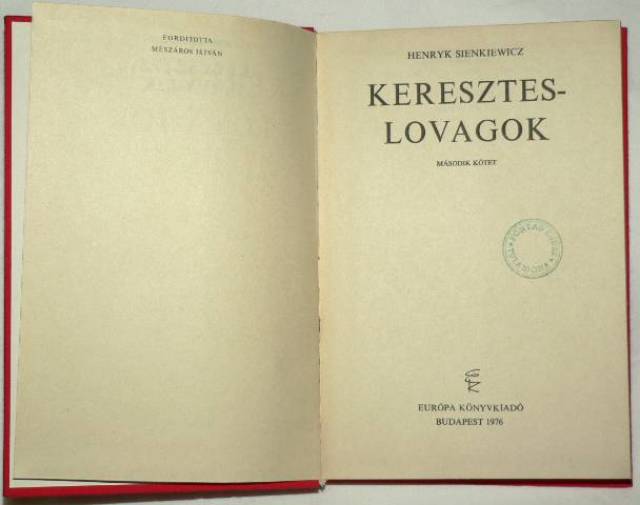 FORDÍTOTTA
MÉSZÁROS ISTVÁN
HENRYK SIENKIEWICZ
KERESZTES-
LOVAGOK
MÁSODIK KÖTET
EURÓPA KÖNYVKIADÓ
BUDAPEST 1976